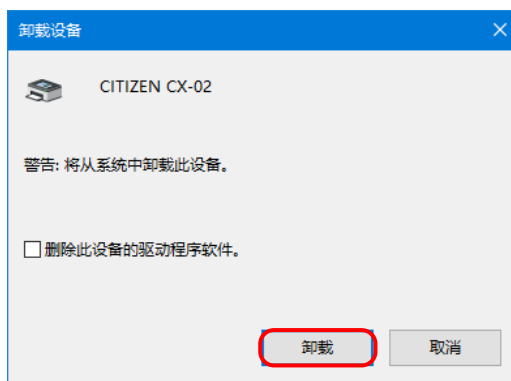 卸载设备
CITIZEN CX-02
警告: 将从系统中卸载此设备。
删除此设备的驱动程序软件。
卸载
取消